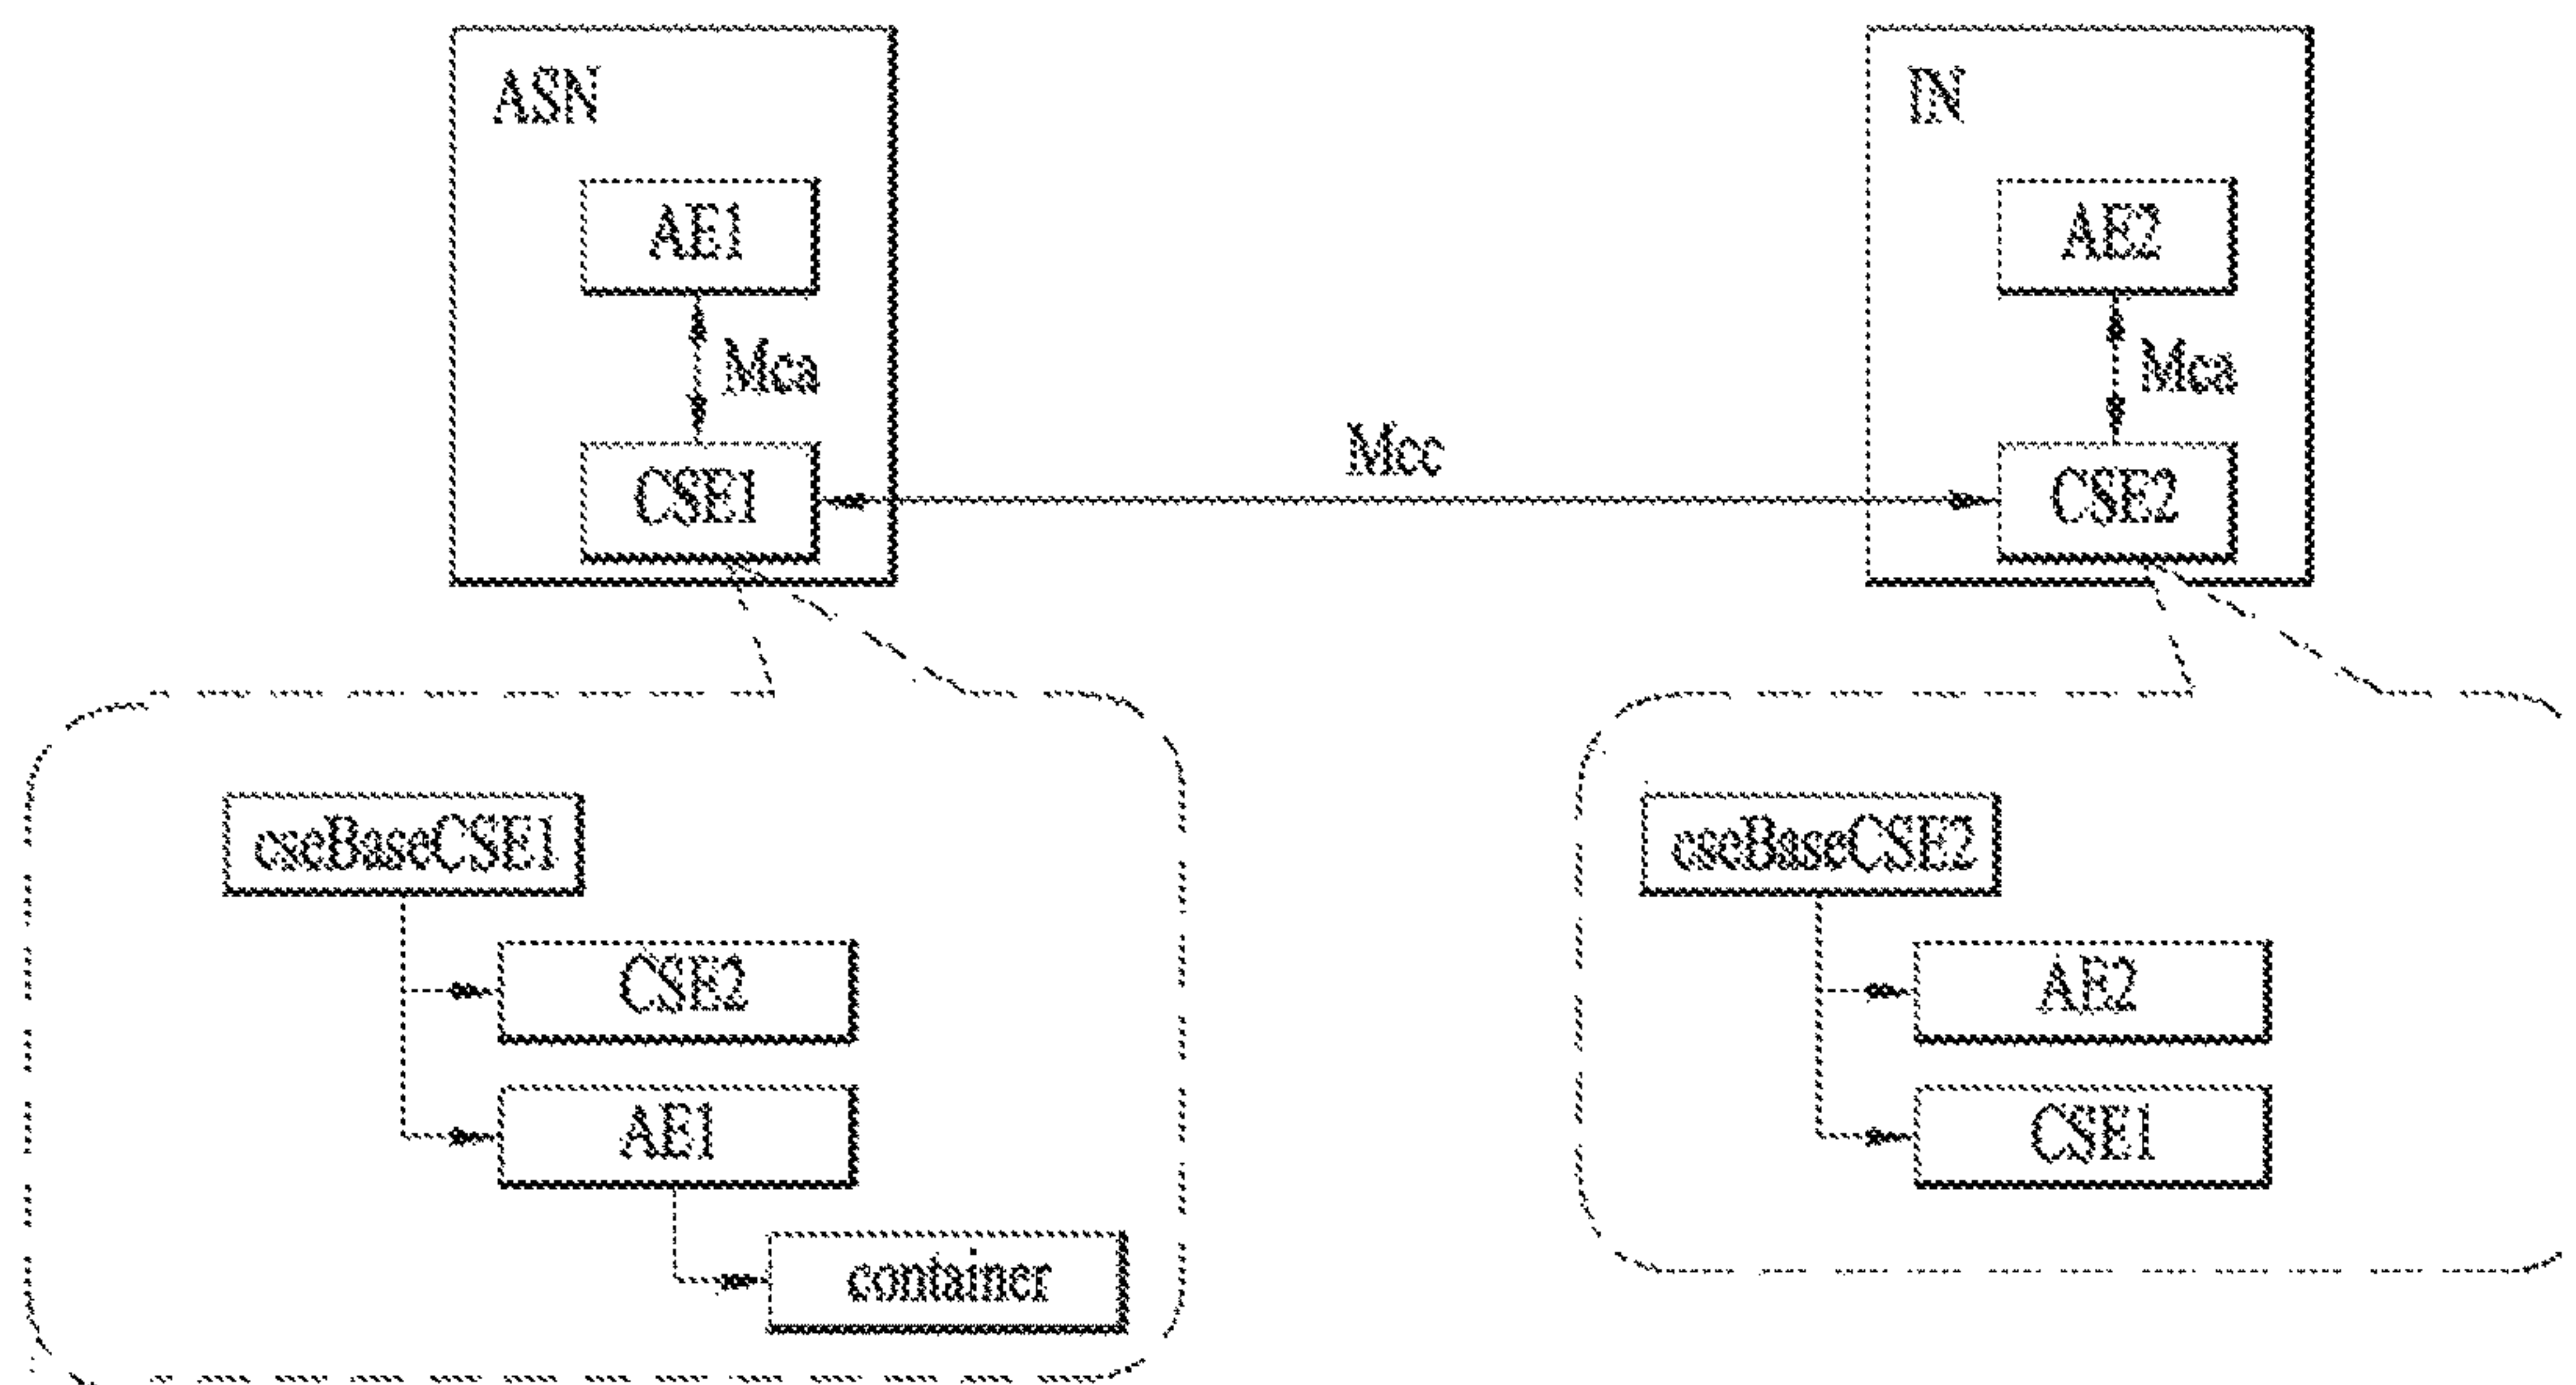 ASN
IN
AE1
AE2
Mca
Mca
Mcc
CSE1
CSE2
cseBaseCSE1
cseBaseCSE2
CSE2
AE2
AE1
CSE1
container